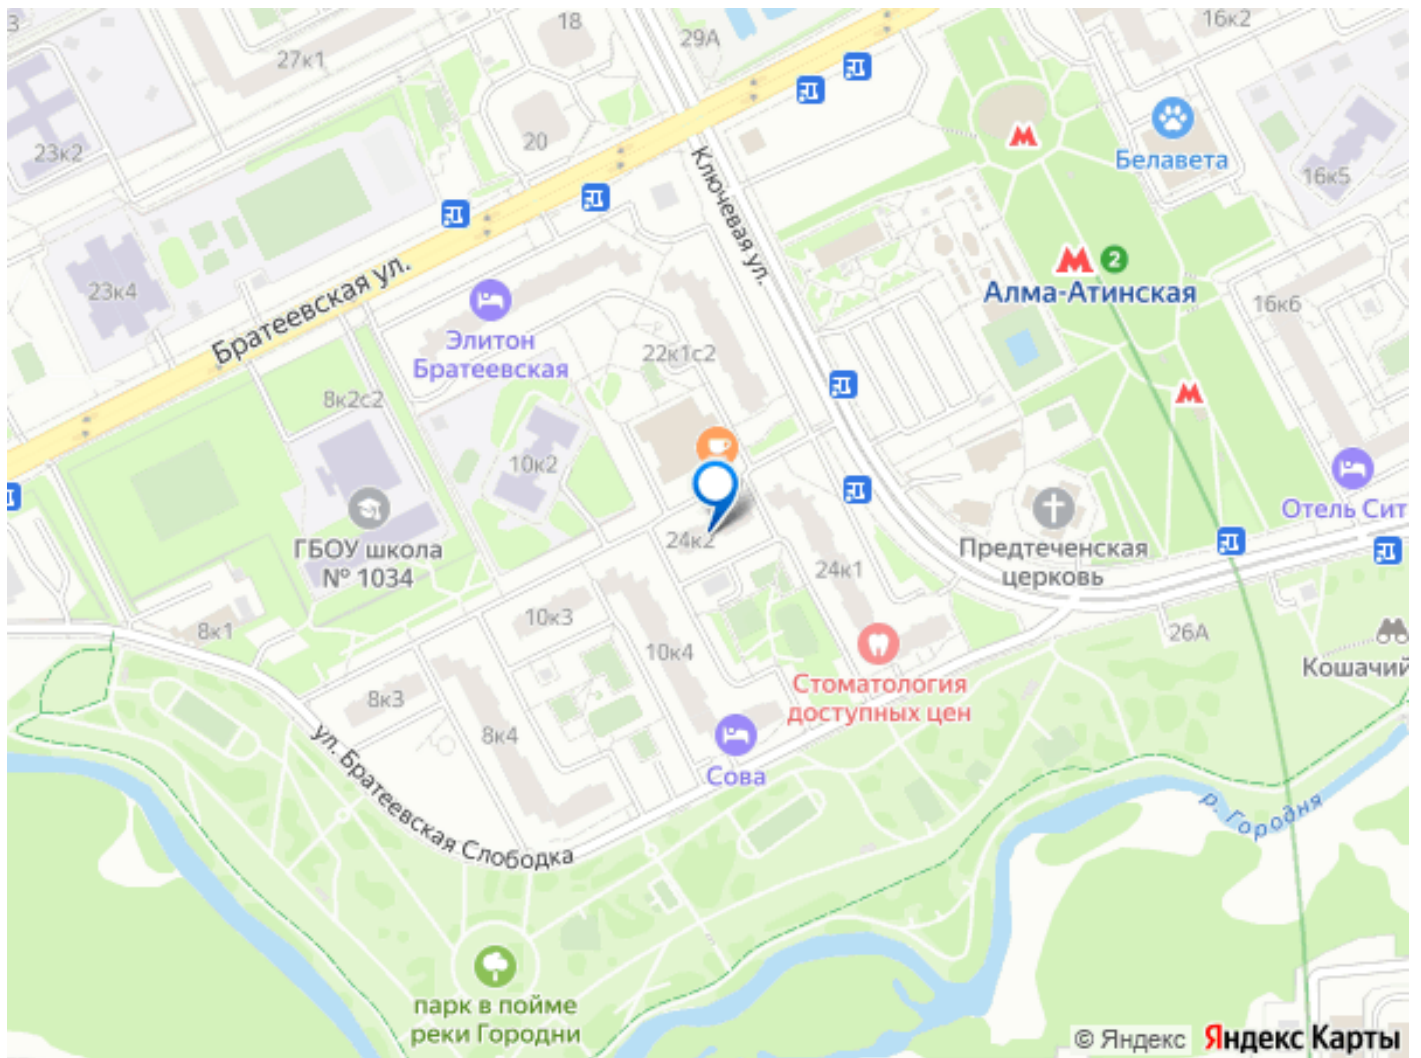 3
18
16к2
27к1
29А
20
23к2
Белавета
16к5
Ключевая ул.
Братеевская ул.
23к4
2
Алма-Атинская
16к6
Элитон
Братеевская
22к1с2
8к2с2
10к2
Отель Сит
ГБОУ школа
№ 1034
24к2
24к1
Предтеченская
церковь
10к3
8к1
26А
10к4
Кошачий
Стоматология
доступных цен
8к3
8к4
Сова
ул. Братеевская Слободка
р. Городня
парк в пойме
реки Городни
© Яндекс Яндекс Карты